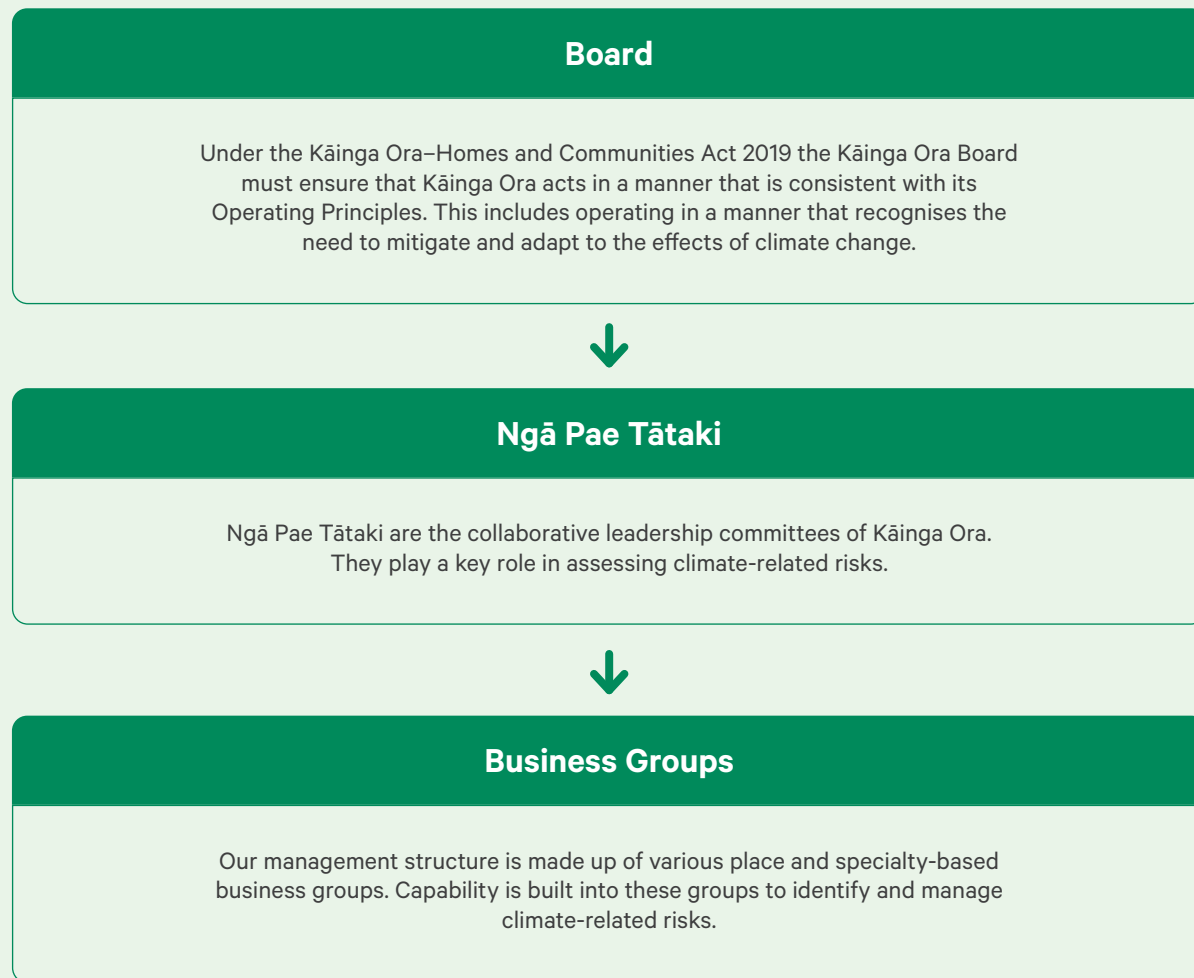 Board
Under the Kāinga Ora–Homes and Communities Act 2019 the Kāinga Ora Board
must ensure that Kāinga Ora acts in a manner that is consistent with its
Operating Principles. This includes operating in a manner that recognises the
need to mitigate and adapt to the effects of climate change.
Ngā Pae Tātaki
Ngā Pae Tātaki are the collaborative leadership committees of Kāinga Ora.
They play a key role in assessing climate-related risks.
Business Groups
Our management structure is made up of various place and specialty-based
business groups. Capability is built into these groups to identify and manage
climate-related risks.